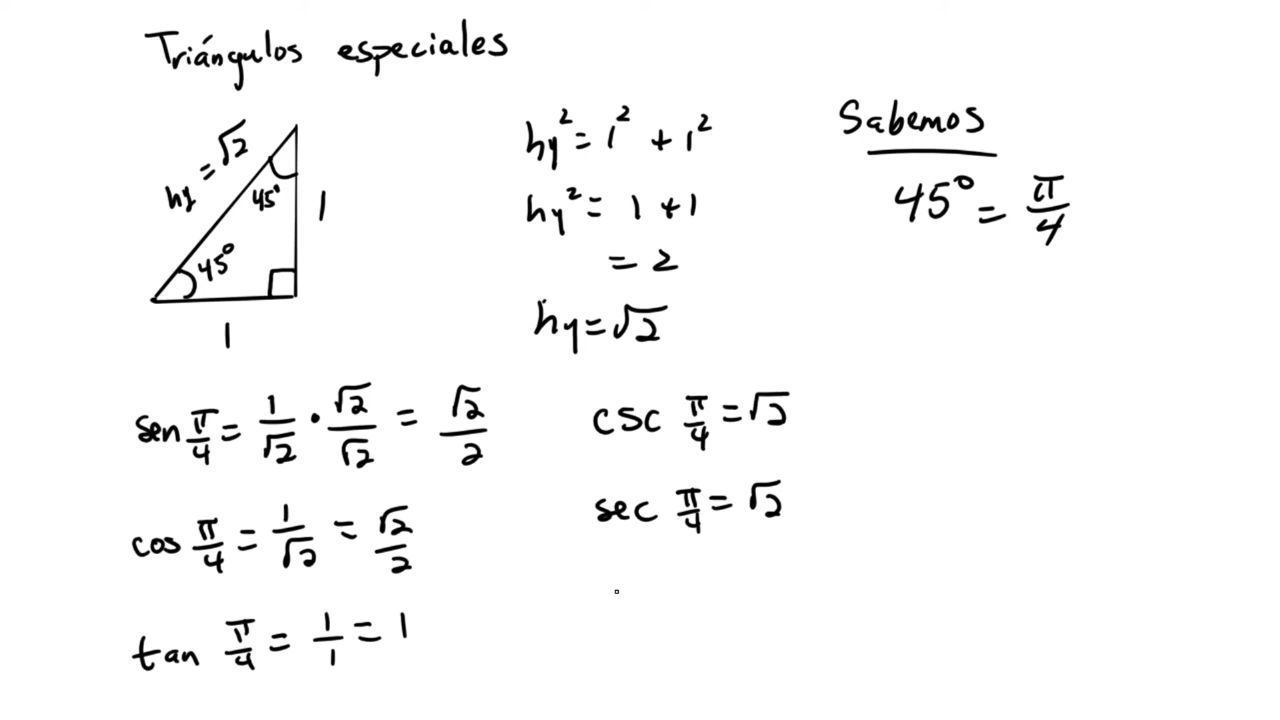 Triángulos especiales
hy = √2
45°
45°
1
1
hy² = 1² + 1²
hy² = 1 + 1
= 2
hy = √2
Sabemos
45° = π/4
sen π/4 = 1/√2 • √2/√2 = √2/2
cos π/4 = 1/√2 = √2/2
tan π/4 = 1/1 = 1
csc π/4 = √2
sec π/4 = √2